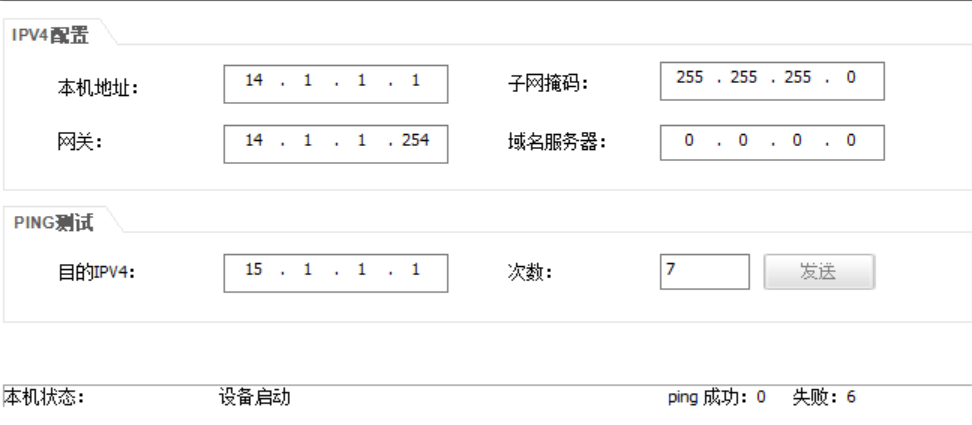 IPV4配置
本机地址: 14 . 1 . 1 . 1 子网掩码: 255 . 255 . 255 . 0
网关: 14 . 1 . 1 . 254 域名服务器: 0 . 0 . 0 . 0
PING测试
目的IPV4: 15 . 1 . 1 . 1 次数: 7 发送
本机状态: 设备启动 ping 成功: 0 失败: 6